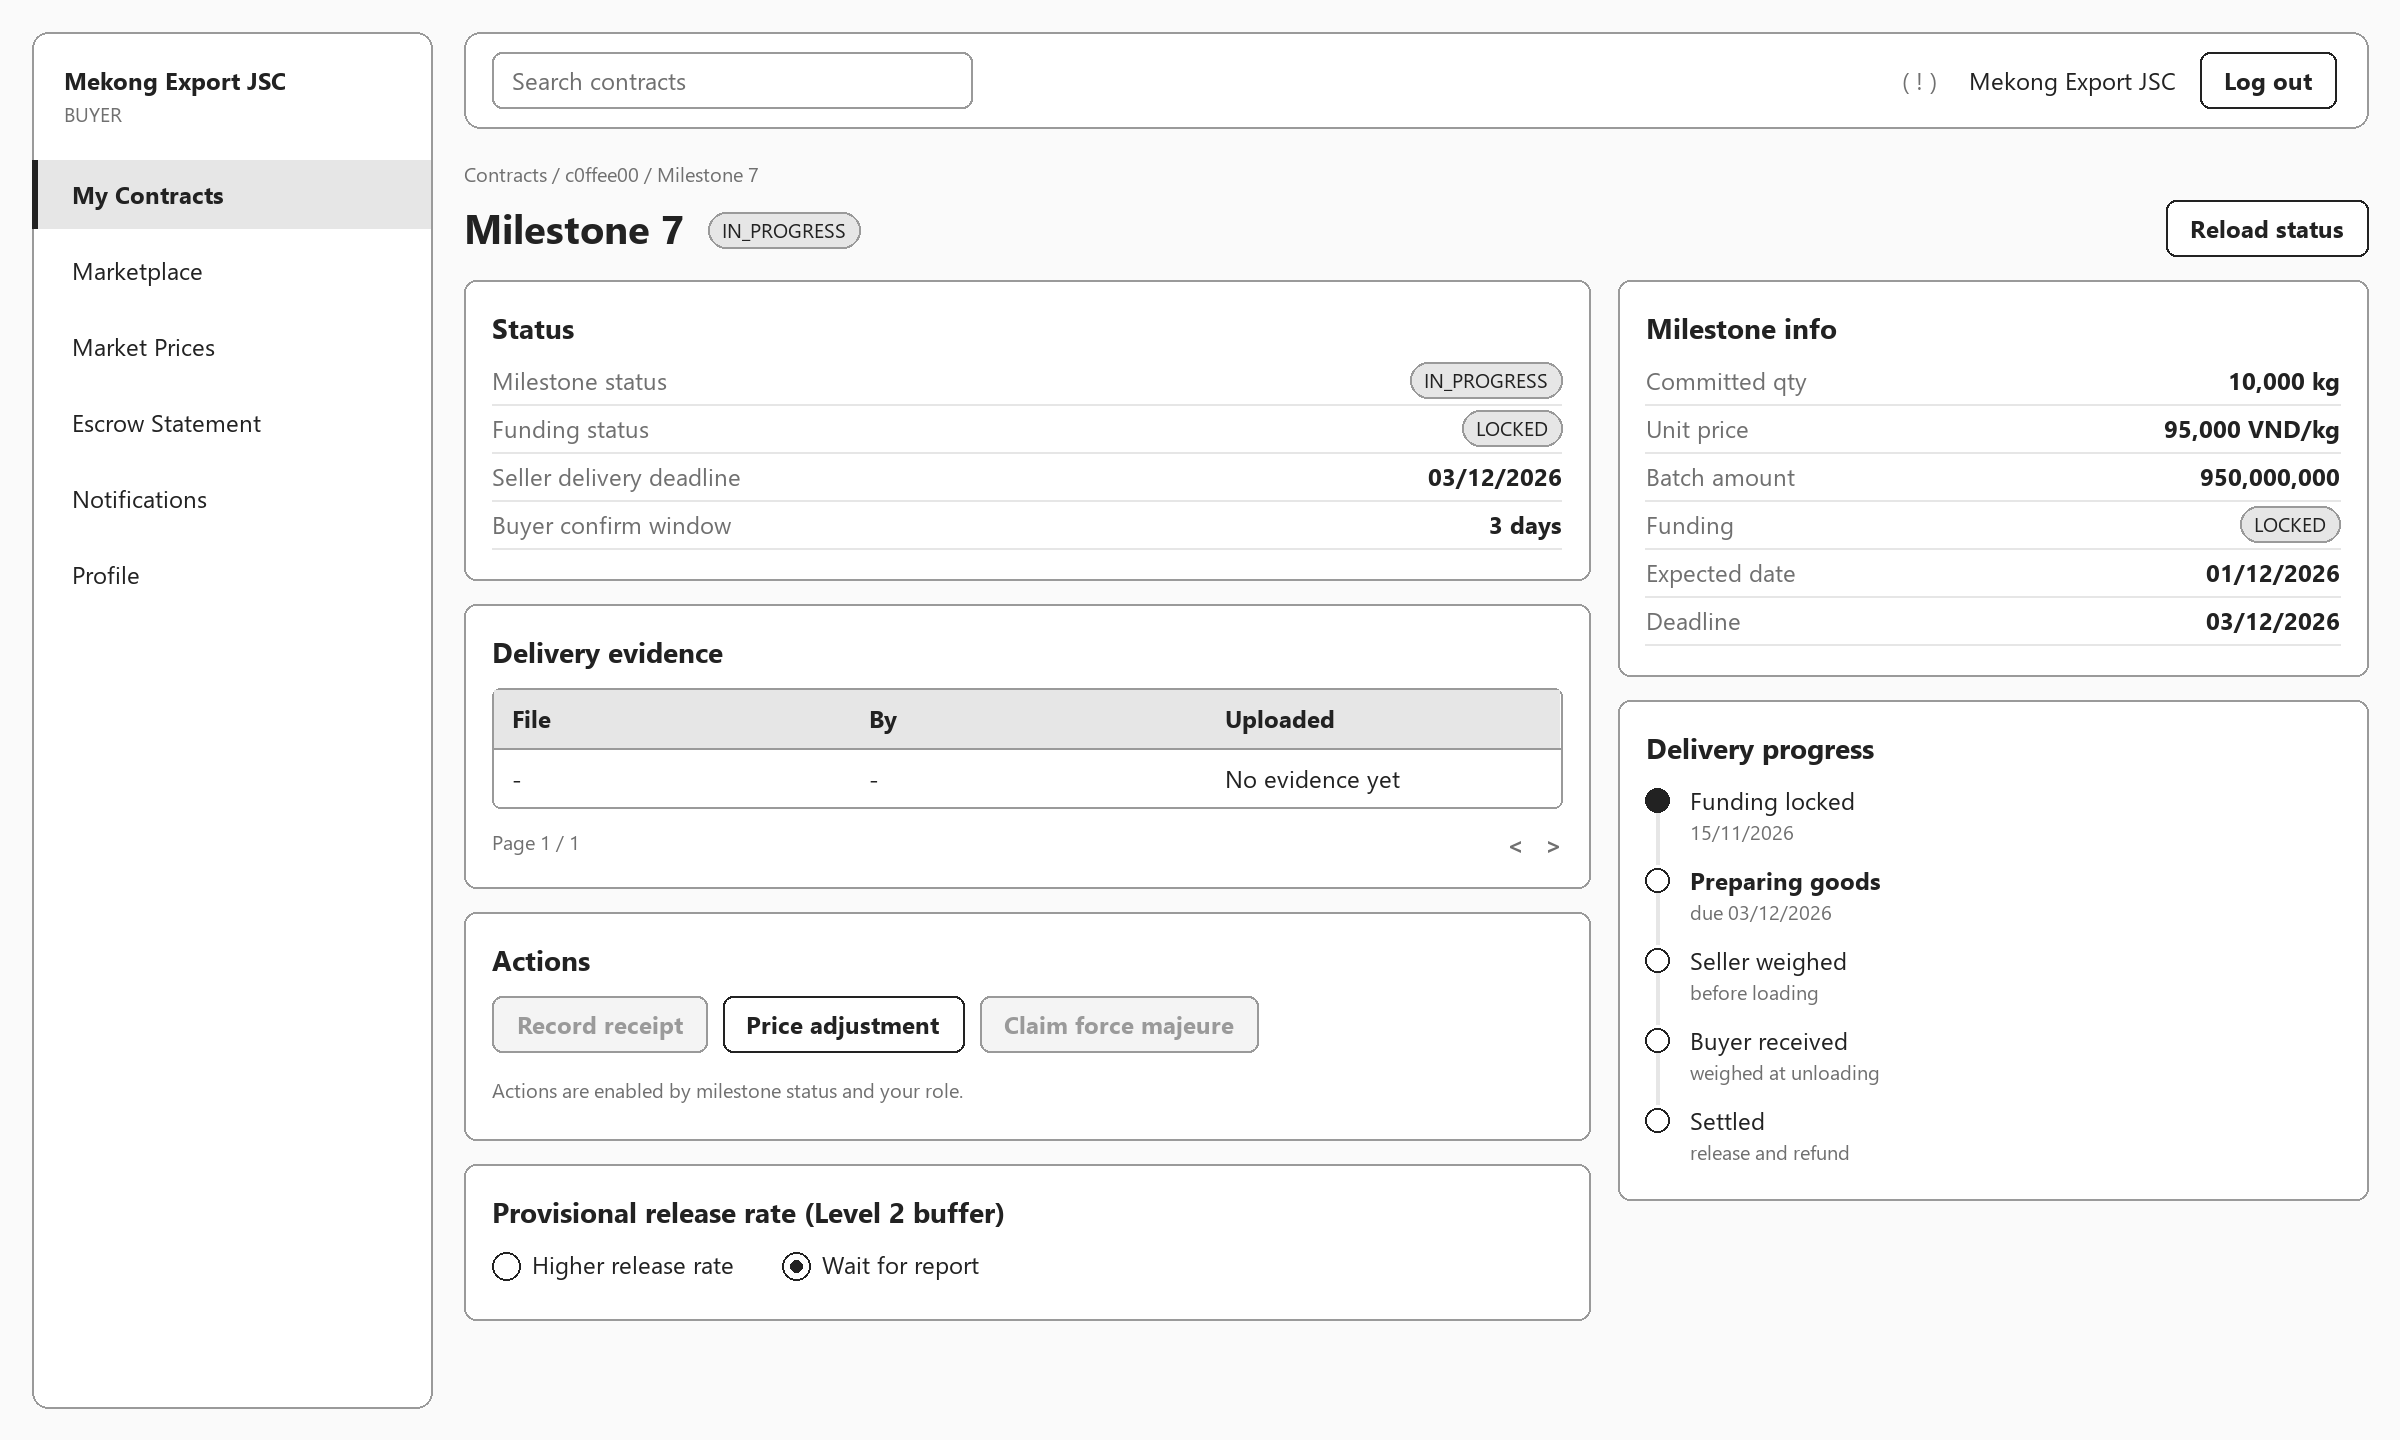 Mekong Export JSC
BUYER
My Contracts
Marketplace
Market Prices
Escrow Statement
Notifications
Profile
Search contracts
( ! ) Mekong Export JSC Log out
Contracts / c0ffee00 / Milestone 7
Milestone 7 IN_PROGRESS
Reload status
Status
Milestone status IN_PROGRESS
Funding status LOCKED
Seller delivery deadline 03/12/2026
Buyer confirm window 3 days
Delivery evidence
File By Uploaded
- - No evidence yet
Page 1 / 1 < >
Actions
Record receipt Price adjustment Claim force majeure
Actions are enabled by milestone status and your role.
Provisional release rate (Level 2 buffer)
Higher release rate Wait for report
Milestone info
Committed qty 10,000 kg
Unit price 95,000 VND/kg
Batch amount 950,000,000
Funding LOCKED
Expected date 01/12/2026
Deadline 03/12/2026
Delivery progress
Funding locked
15/11/2026
Preparing goods
due 03/12/2026
Seller weighed
before loading
Buyer received
weighed at unloading
Settled
release and refund